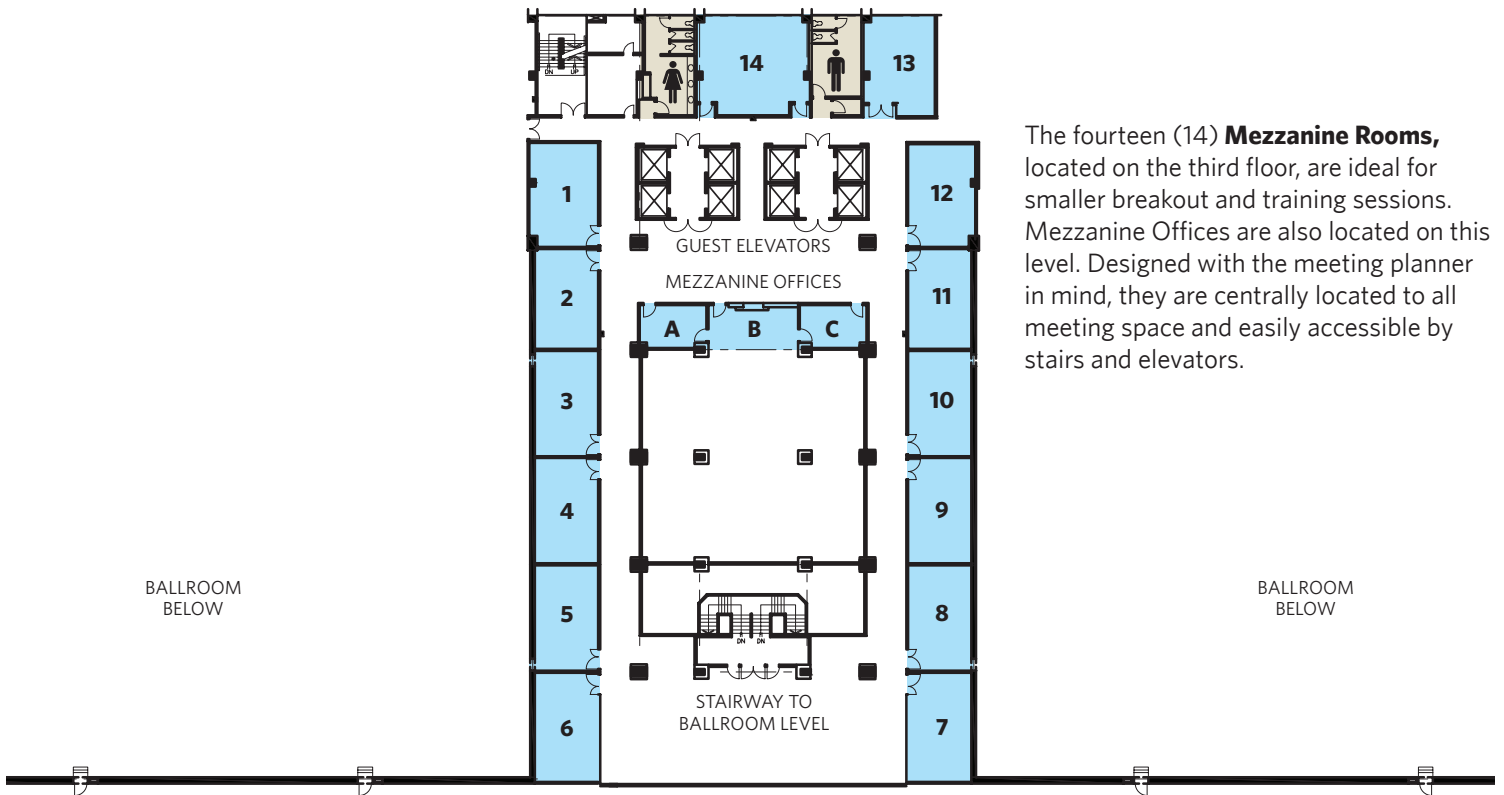 14
13
DN
UP
The fourteen (14) Mezzanine Rooms,
located on the third floor, are ideal for
smaller breakout and training sessions.
Mezzanine Offices are also located on this
level. Designed with the meeting planner
in mind, they are centrally located to all
meeting space and easily accessible by
stairs and elevators.
1
12
GUEST ELEVATORS
MEZZANINE OFFICES
2
11
A
B
C
3
10
4
9
BALLROOM
BELOW
5
8
BALLROOM
BELOW
DN
DN
STAIRWAY TO
BALLROOM LEVEL
6
7